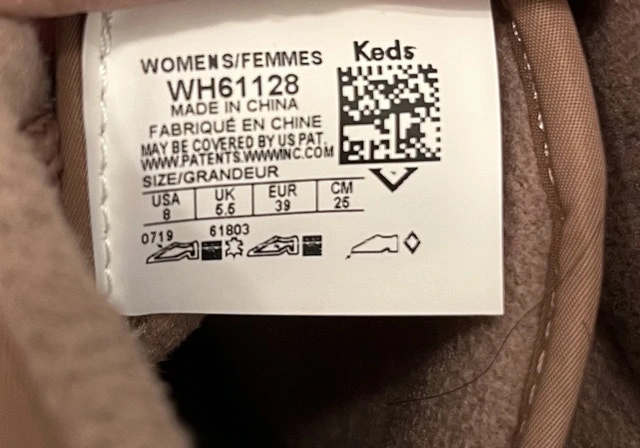 Keds
WOMENS/FEMMES
WH61128
MADE IN CHINA
FABRIQUÉ EN CHINE
MAY BE COVERED BY US PAT.
WWW.PATENTS.WWWINC.COM
SIZE/GRANDEUR
USA UK EUR CM
8 5.5 39 25
0719 61803